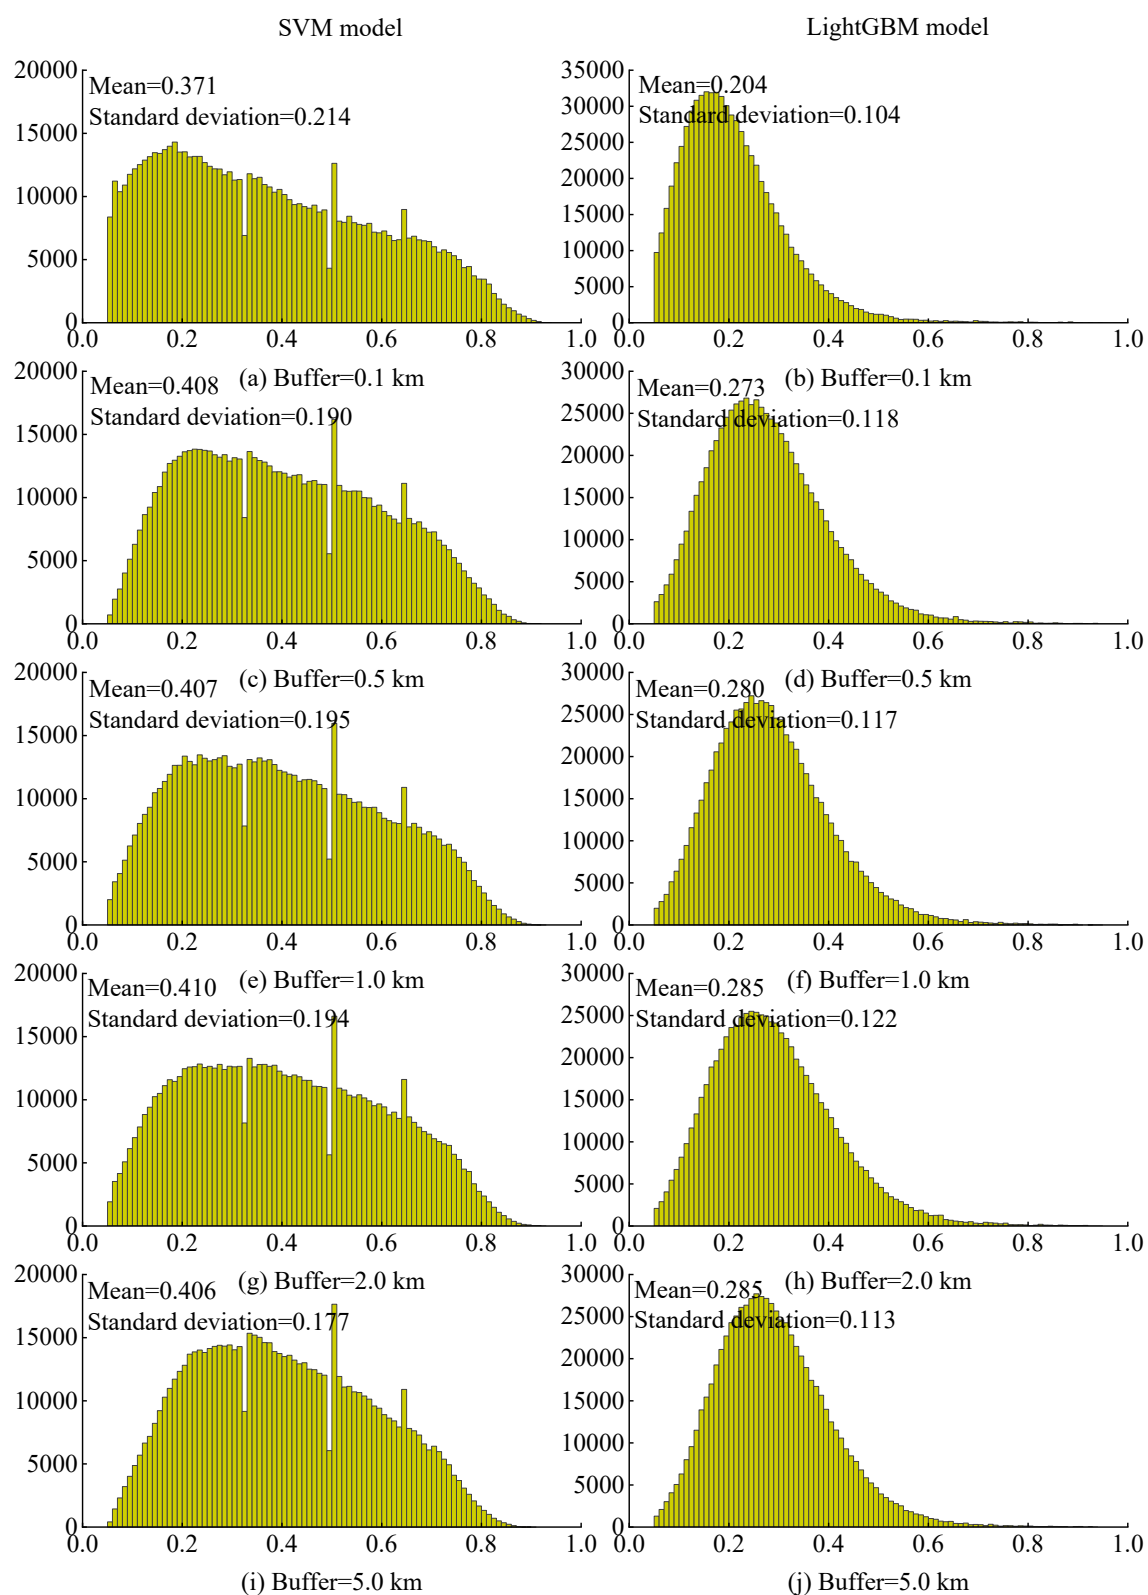 SVM model
LightGBM model
20000
15000
10000
5000
0
Mean=0.371
Standard deviation=0.214
0.0 0.2 0.4 0.6 0.8 1.0
(a) Buffer=0.1 km
35000
30000
25000
20000
15000
10000
5000
0
Mean=0.204
Standard deviation=0.104
0.0 0.2 0.4 0.6 0.8 1.0
(b) Buffer=0.1 km
20000
15000
10000
5000
0
Mean=0.408
Standard deviation=0.190
0.0 0.2 0.4 0.6 0.8 1.0
(c) Buffer=0.5 km
30000
25000
20000
15000
10000
5000
0
Mean=0.273
Standard deviation=0.118
0.0 0.2 0.4 0.6 0.8 1.0
(d) Buffer=0.5 km
20000
15000
10000
5000
0
Mean=0.407
Standard deviation=0.195
0.0 0.2 0.4 0.6 0.8 1.0
(e) Buffer=1.0 km
30000
25000
20000
15000
10000
5000
0
Mean=0.280
Standard deviation=0.117
0.0 0.2 0.4 0.6 0.8 1.0
(f) Buffer=1.0 km
20000
15000
10000
5000
0
Mean=0.410
Standard deviation=0.194
0.0 0.2 0.4 0.6 0.8 1.0
(g) Buffer=2.0 km
30000
25000
20000
15000
10000
5000
0
Mean=0.285
Standard deviation=0.122
0.0 0.2 0.4 0.6 0.8 1.0
(h) Buffer=2.0 km
20000
15000
10000
5000
0
Mean=0.406
Standard deviation=0.177
0.0 0.2 0.4 0.6 0.8 1.0
(i) Buffer=5.0 km
30000
25000
20000
15000
10000
5000
0
Mean=0.285
Standard deviation=0.113
0.0 0.2 0.4 0.6 0.8 1.0
(j) Buffer=5.0 km